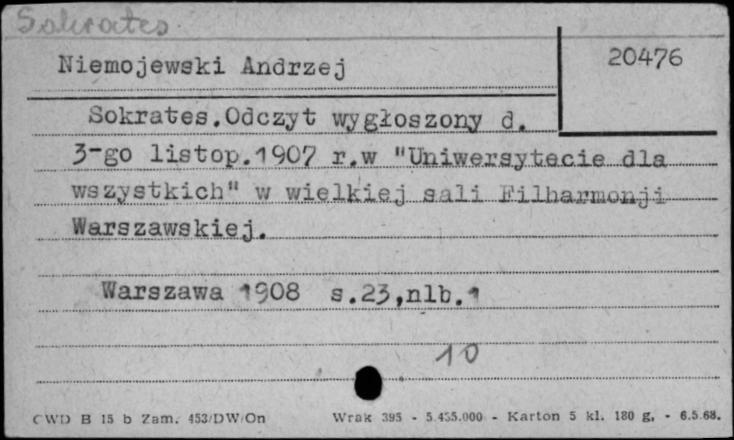 Sokrates
20476
Niemojewski Andrzej
Sokrates.Odczyt wygłoszony d.
3-go listop.1907 r.w "Uniwersytecie dla
wszystkich" w wielkiej sali Filharmonji
Warszawskiej.
Warszawa 1908 s.23,nlb.1
10
CWD B 15 b Zam. 453/DW/On Wrak 395 - 5.435.000 - Karton 5 kl. 180 g. - 6.5.68.